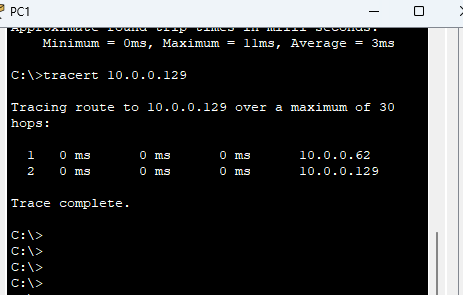 PC1
Approximate round trip times in milli-seconds:
Minimum = 0ms, Maximum = 11ms, Average = 3ms
C:\>tracert 10.0.0.129
Tracing route to 10.0.0.129 over a maximum of 30
hops:
1 0 ms 0 ms 0 ms 10.0.0.62
2 0 ms 0 ms 0 ms 10.0.0.129
Trace complete.
C:\>
C:\>
C:\>
C:\>